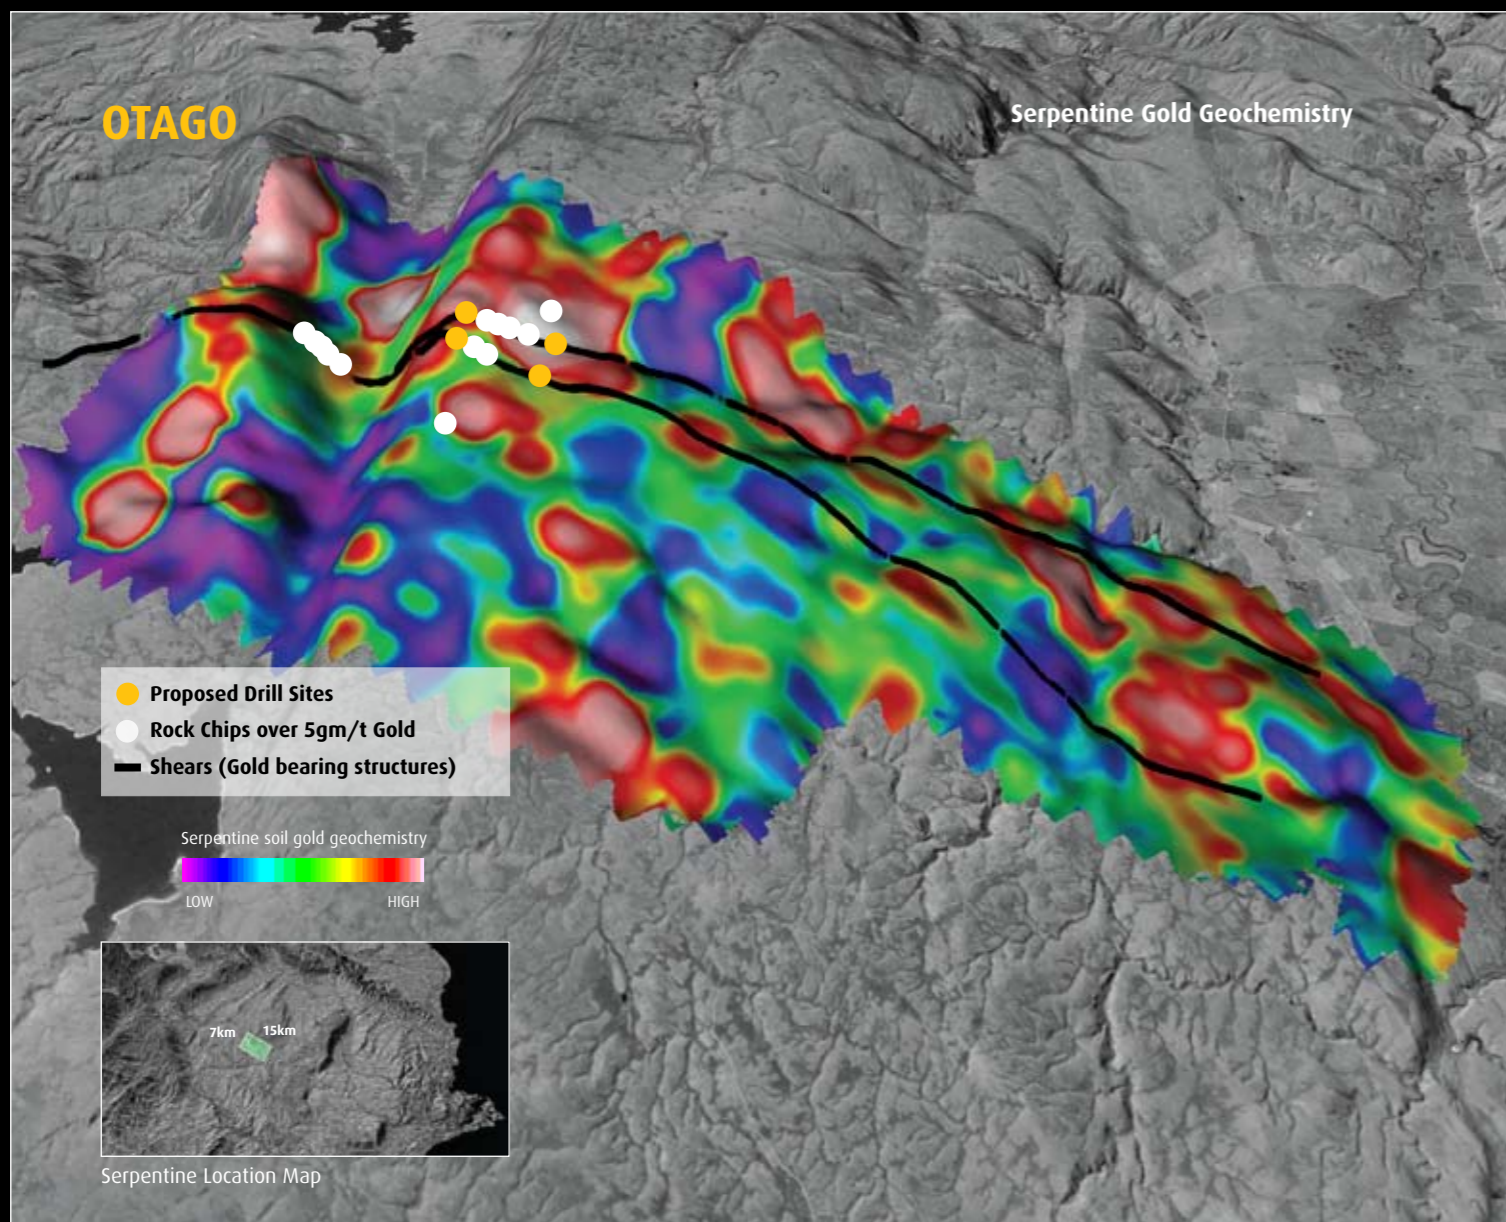 OTAGO
Serpentine Gold Geochemistry
Proposed Drill Sites
Rock Chips over 5gm/t Gold
Shears (Gold bearing structures)
Serpentine soil gold geochemistry
LOW HIGH
7km 15km
Serpentine Location Map